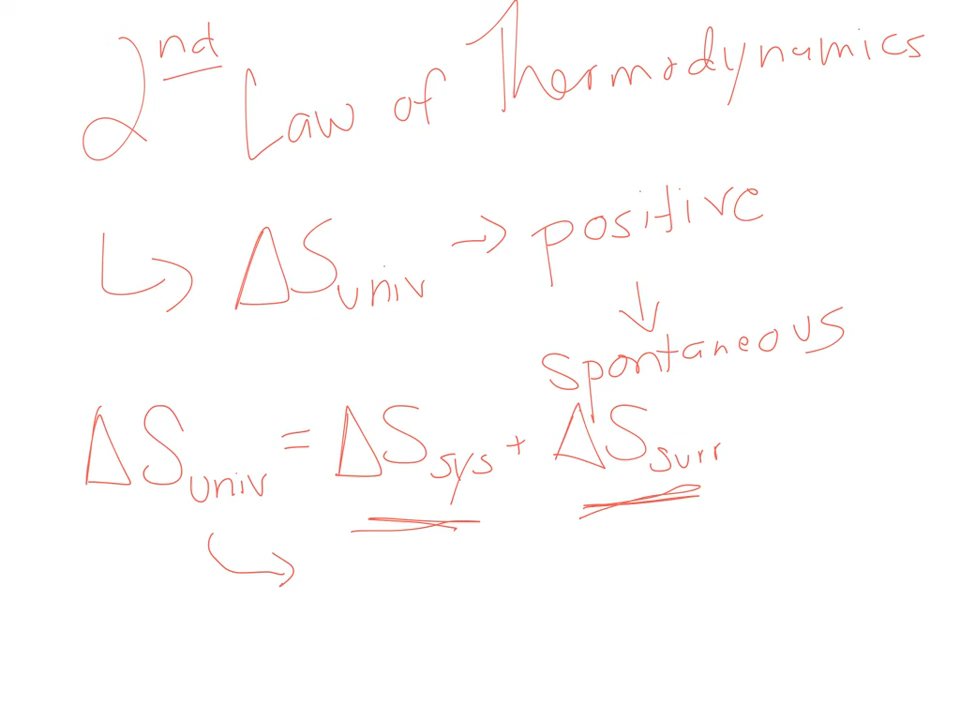 2nd Law of Thermodynamics
↳ ΔSuniv → positive
↓
spontaneous
ΔSuniv = ΔSsys + ΔSsurr
↳